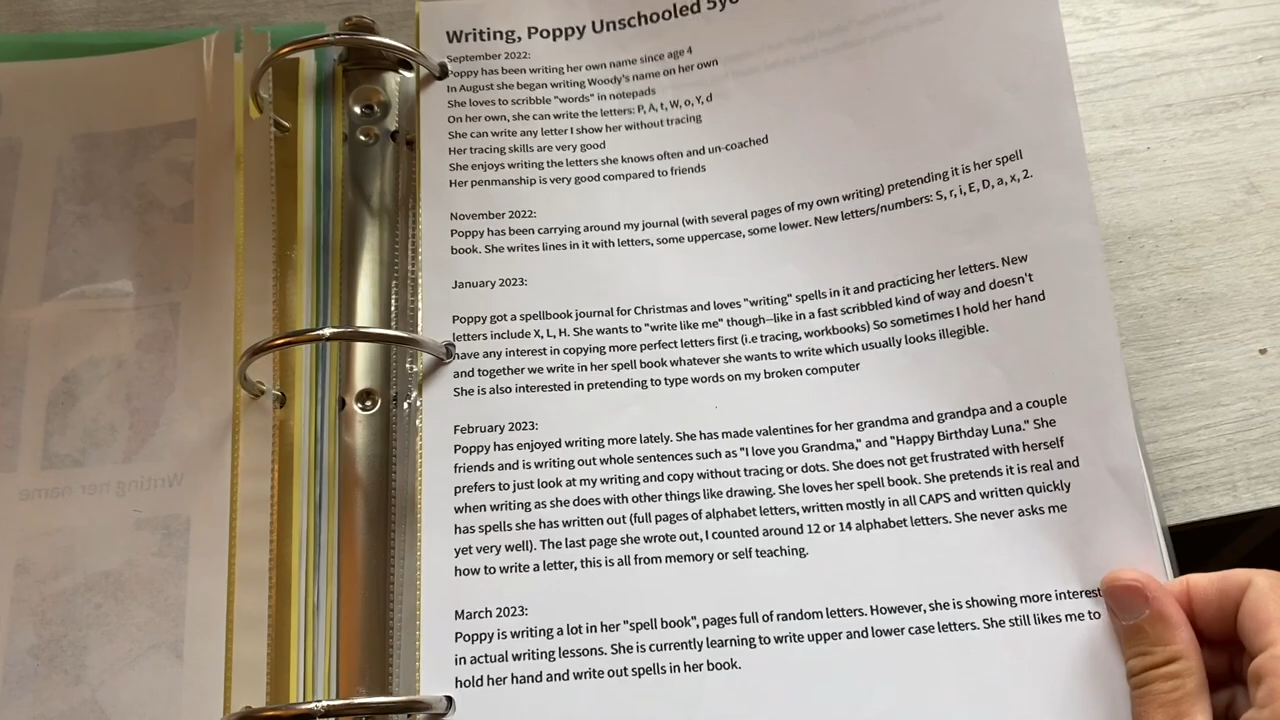 Writing, Poppy Unschooled 5yo
September 2022:
Poppy has been writing her own name since age 4
In August she began writing Woody's name on her own
She loves to scribble "words" in notepads
On her own, she can write the letters: P, A, t, W, o, Y, d
She can write any letter I show her without tracing
Her tracing skills are very good
She enjoys writing the letters she knows often and un-coached
Her penmanship is very good compared to friends
November 2022:
Poppy has been carrying around my journal (with several pages of my own writing) pretending it is her spell
book. She writes lines in it with letters, some uppercase, some lower. New letters/numbers: S, r, i, E, D, a, x, 2.
January 2023:
Poppy got a spellbook journal for Christmas and loves "writing" spells in it and practicing her letters. New
letters include X, L, H. She wants to "write like me" though—like in a fast scribbled kind of way and doesn't
have any interest in copying more perfect letters first (i.e tracing, workbooks) So sometimes I hold her hand
and together we write in her spell book whatever she wants to write which usually looks illegible.
She is also interested in pretending to type words on my broken computer
February 2023:
Poppy has enjoyed writing more lately. She has made valentines for her grandma and grandpa and a couple
friends and is writing out whole sentences such as "I love you Grandma," and "Happy Birthday Luna." She
prefers to just look at my writing and copy without tracing or dots. She does not get frustrated with herself
when writing as she does with other things like drawing. She loves her spell book. She pretends it is real and
has spells she has written out (full pages of alphabet letters, written mostly in all CAPS and written quickly
yet very well). The last page she wrote out, I counted around 12 or 14 alphabet letters. She never asks me
how to write a letter, this is all from memory or self teaching.
March 2023:
Poppy is writing a lot in her "spell book", pages full of random letters. However, she is showing more interest
in actual writing lessons. She is currently learning to write upper and lower case letters. She still likes me to
hold her hand and write out spells in her book.
Writing her name